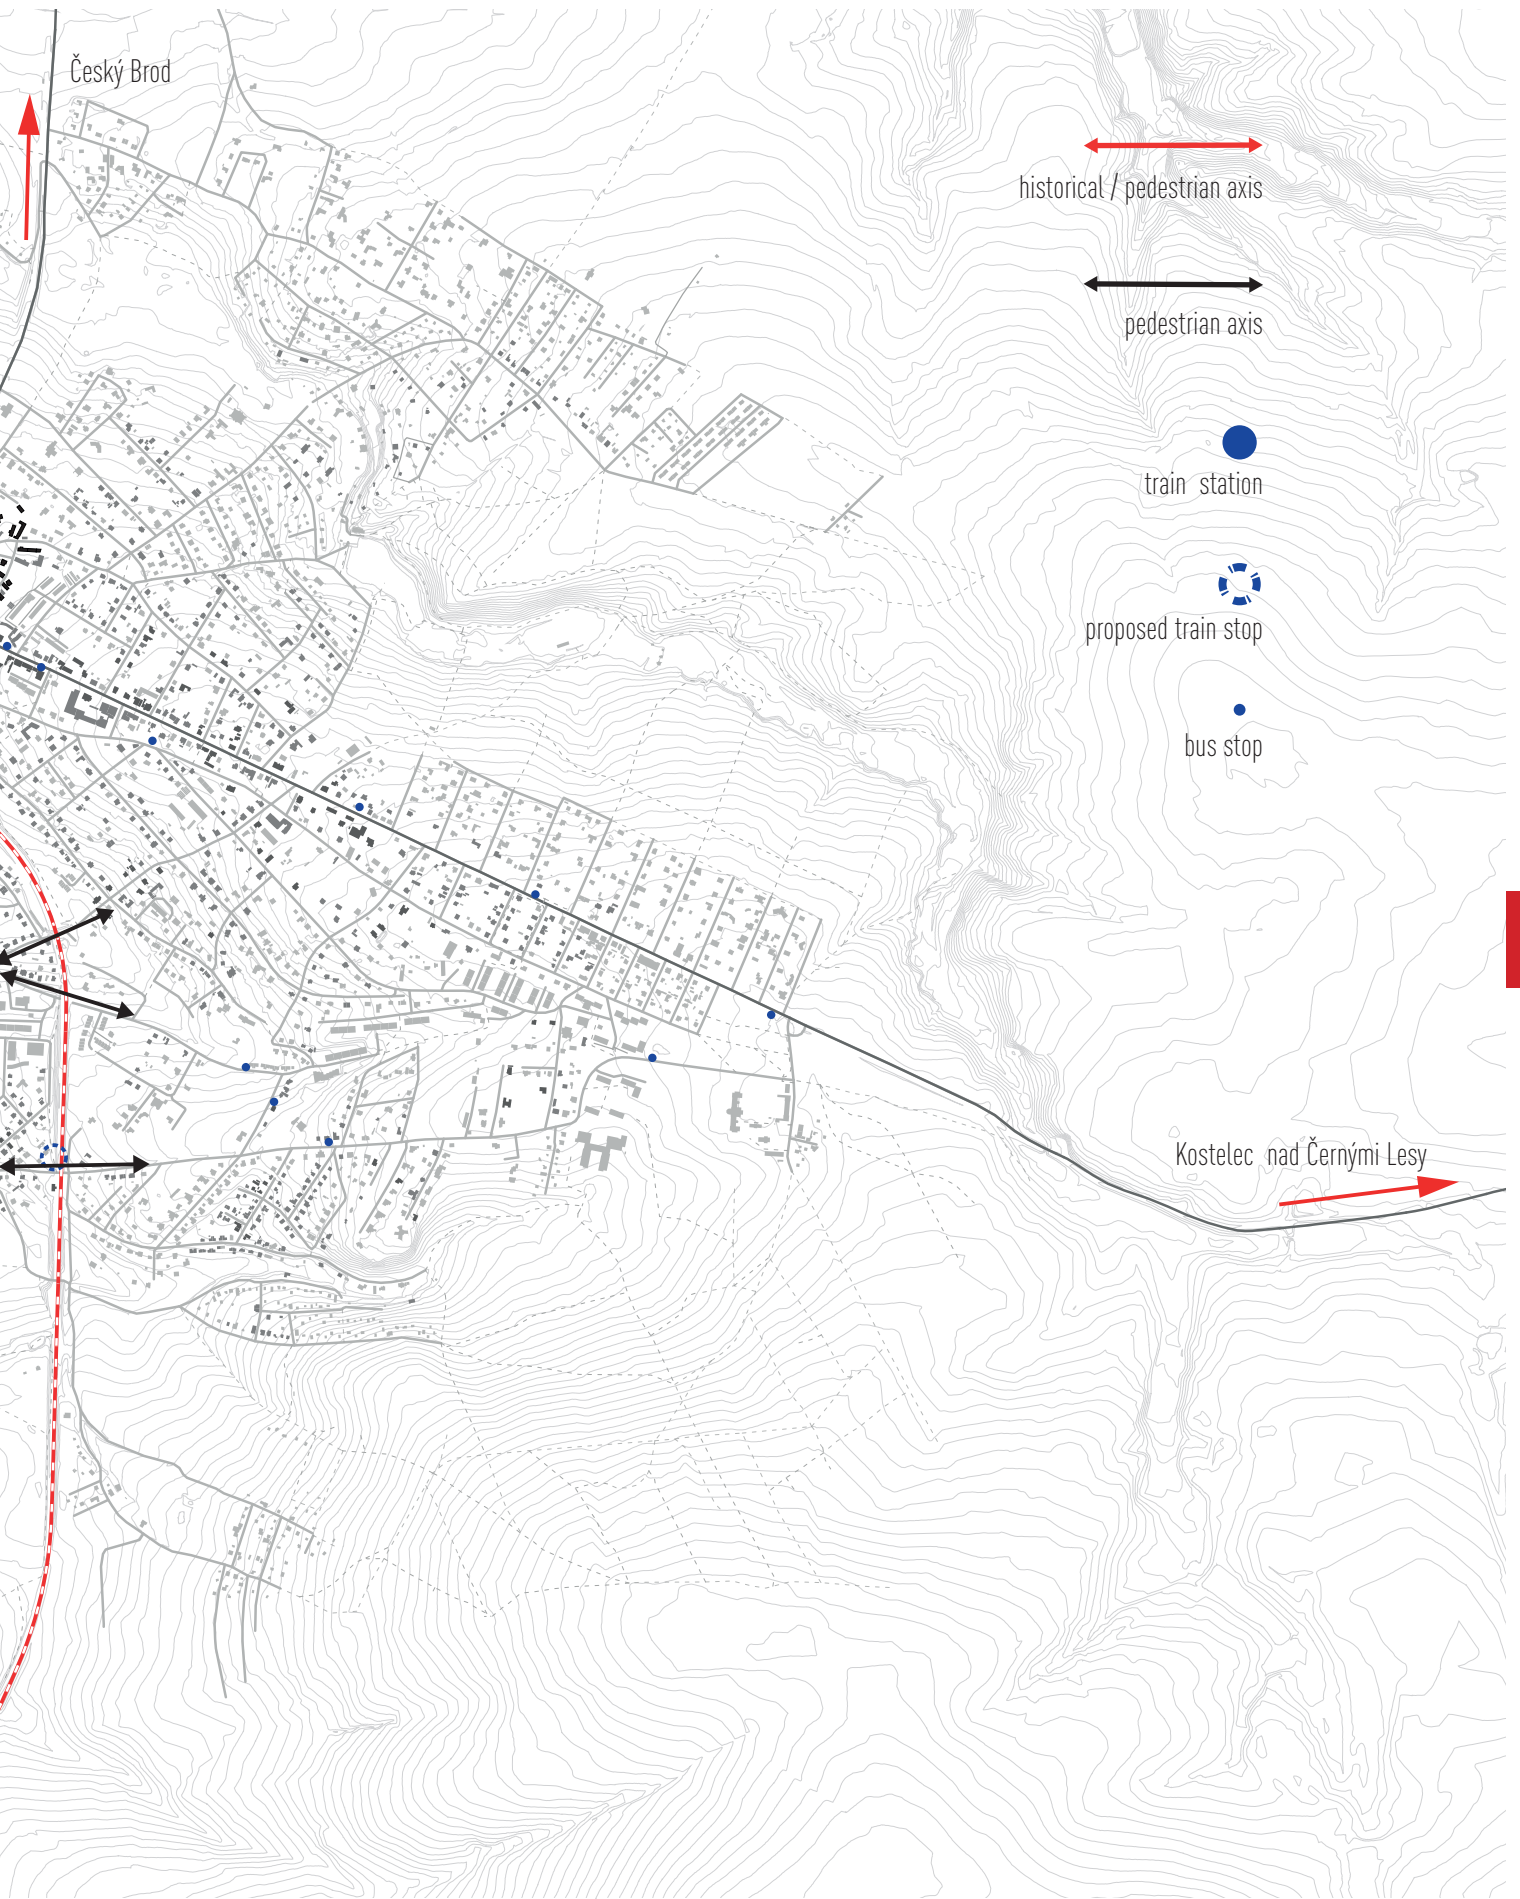 Český Brod
historical / pedestrian axis
pedestrian axis
train station
proposed train stop
bus stop
Kostelec nad Černými Lesy